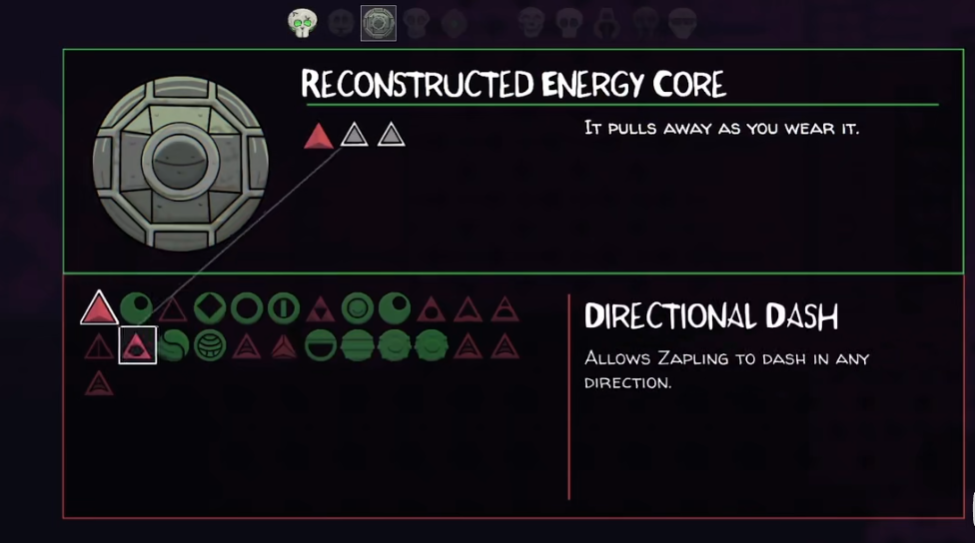 Reconstructed Energy Core
It pulls away as you wear it.
Directional Dash
Allows Zapling to dash in any
direction.